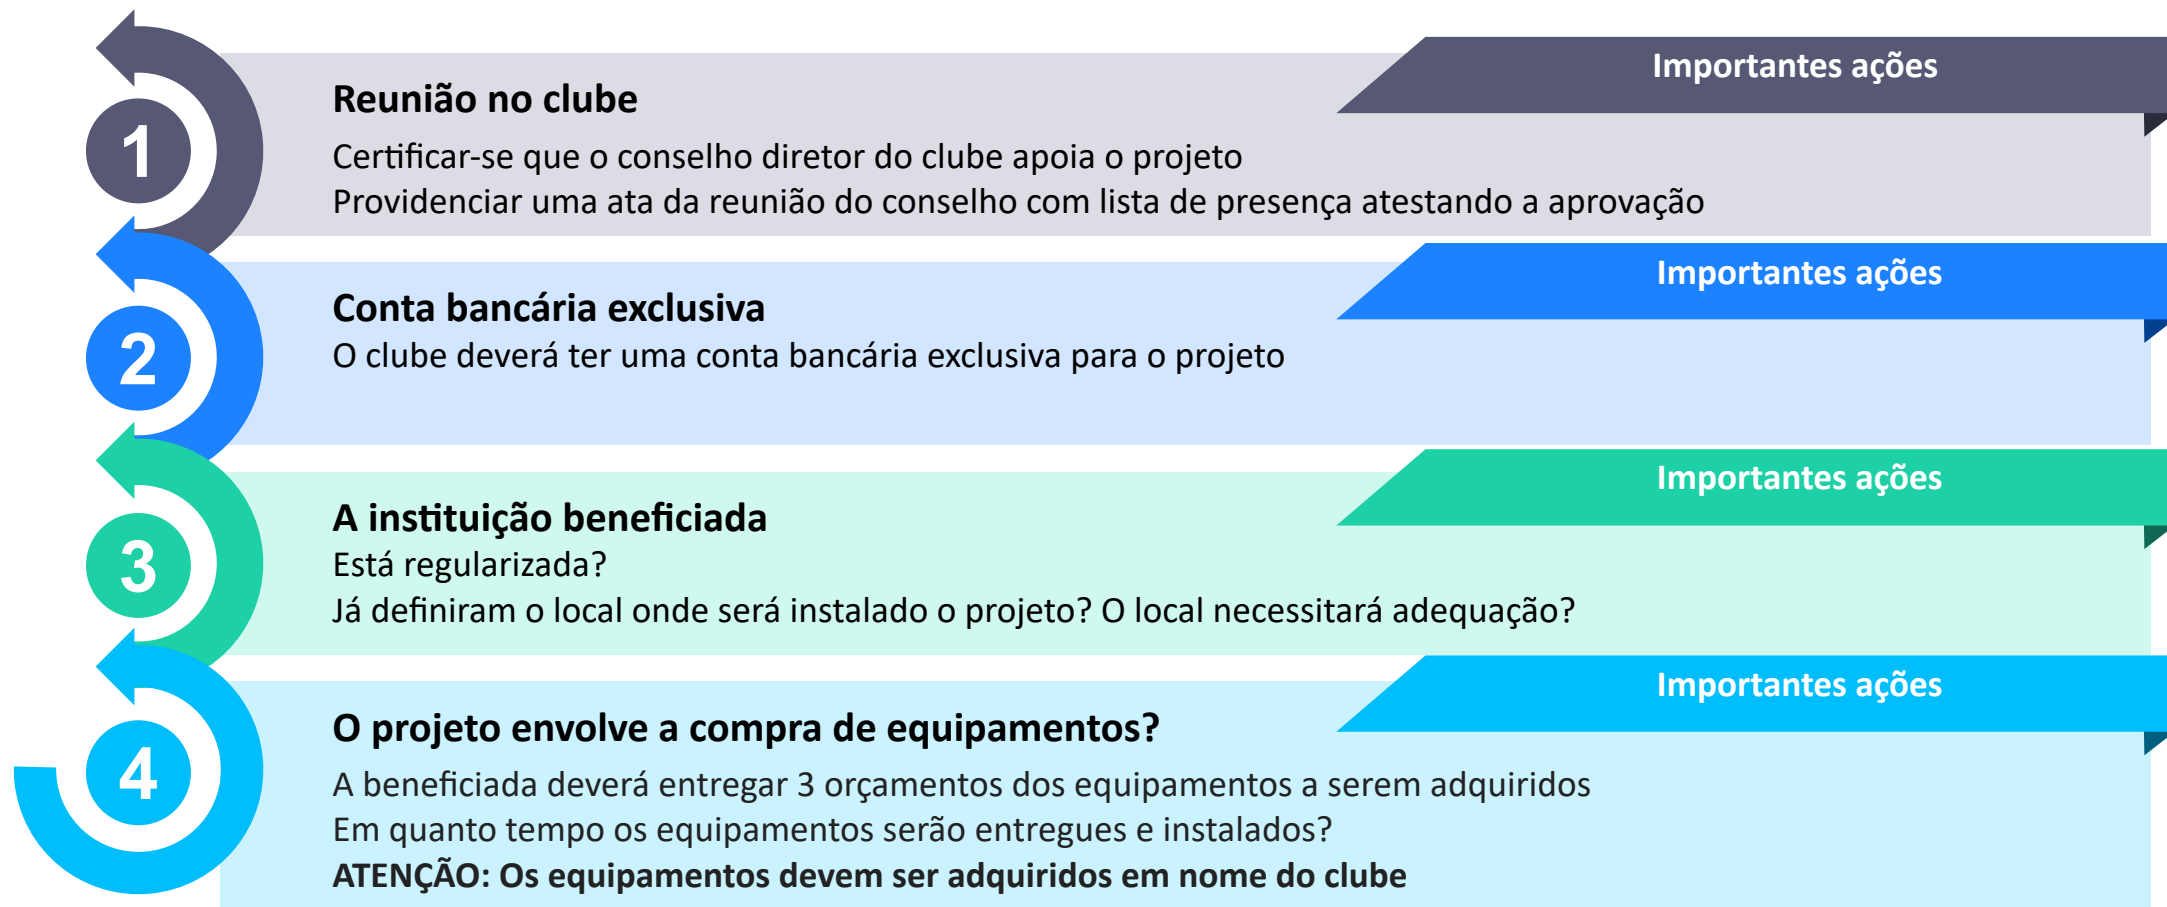 Importantes ações
1
Reunião no clube
Certificar-se que o conselho diretor do clube apoia o projeto
Providenciar uma ata da reunião do conselho com lista de presença atestando a aprovação
Importantes ações
2
Conta bancária exclusiva
O clube deverá ter uma conta bancária exclusiva para o projeto
Importantes ações
3
A instituição beneficiada
Está regularizada?
Já definiram o local onde será instalado o projeto? O local necessitará adequação?
Importantes ações
4
O projeto envolve a compra de equipamentos?
A beneficiada deverá entregar 3 orçamentos dos equipamentos a serem adquiridos
Em quanto tempo os equipamentos serão entregues e instalados?
ATENÇÃO: Os equipamentos devem ser adquiridos em nome do clube